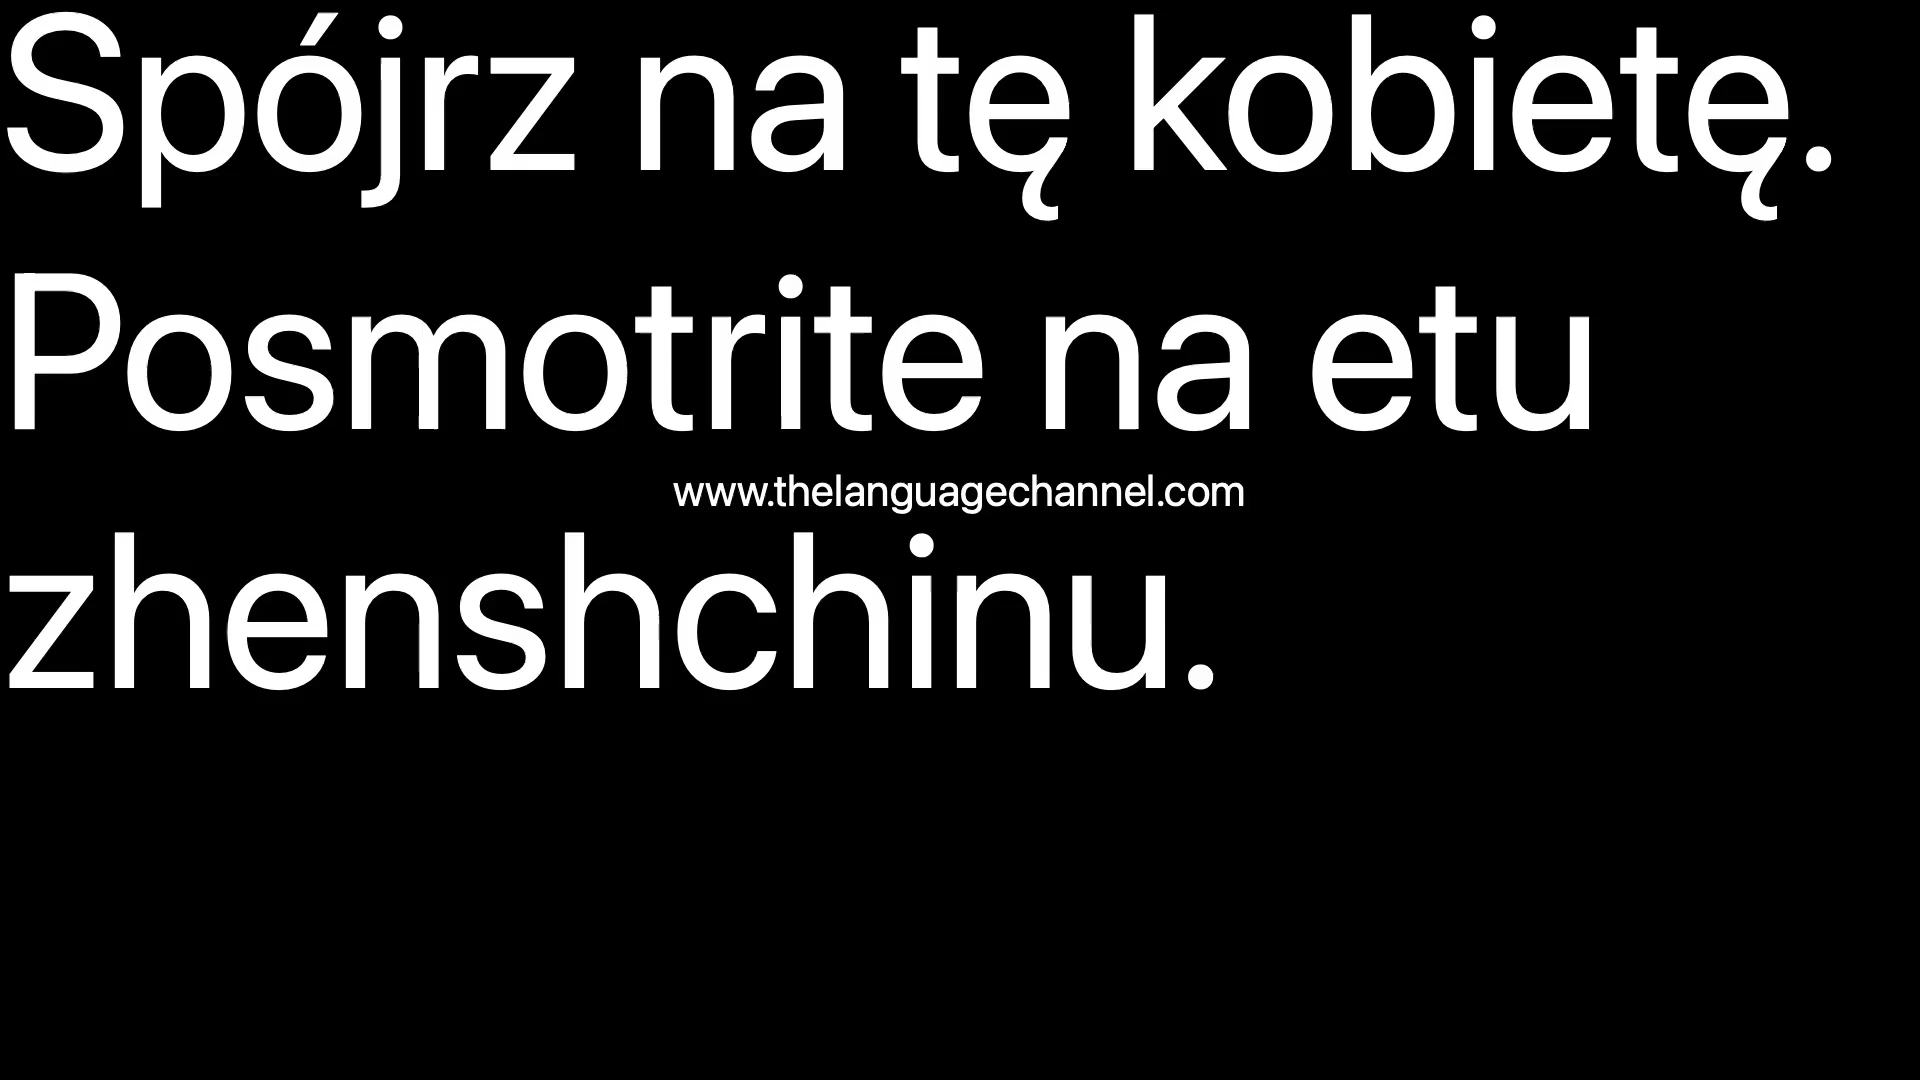 Spójrz na tę kobietę.
Posmotrite na etu
www.thelanguagechannel.com
zhenshchinu.